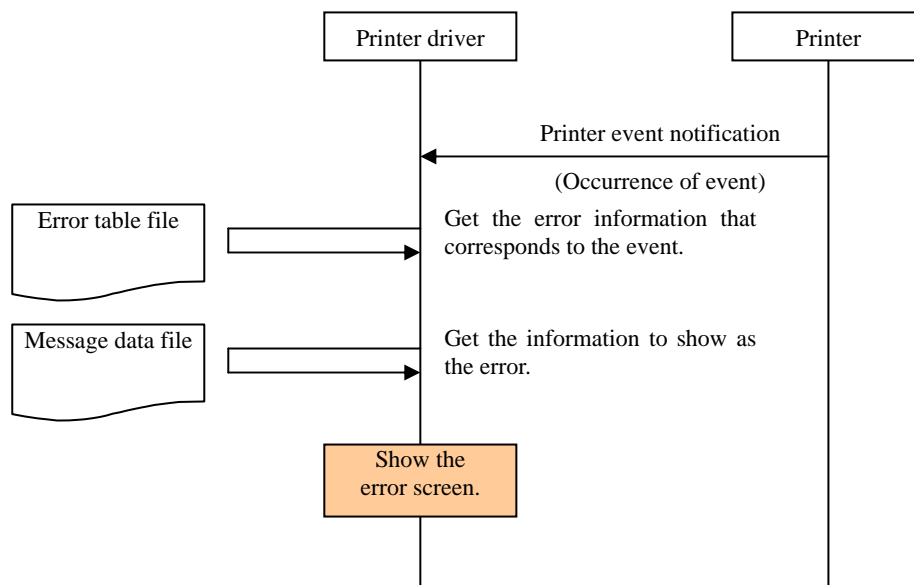 Printer driver
Printer
Printer event notification
(Occurrence of event)
Error table file
Get the error information that
corresponds to the event.
Message data file
Get the information to show as
the error.
Show the
error screen.